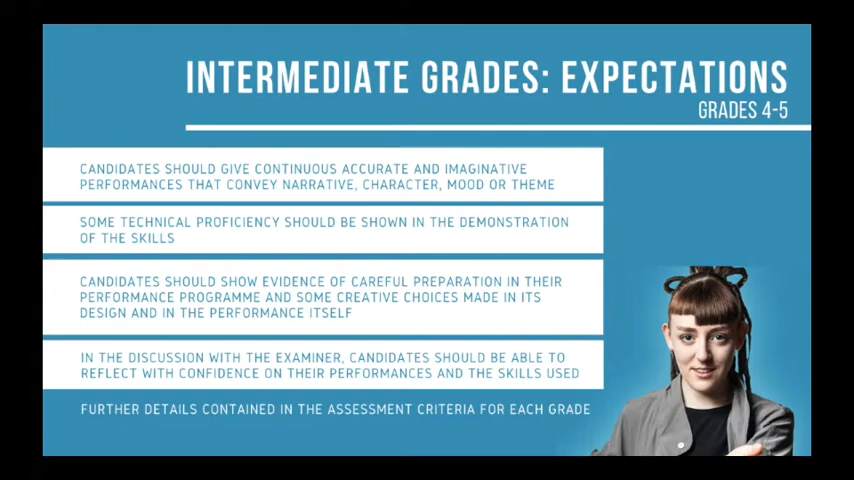 INTERMEDIATE GRADES: EXPECTATIONS
GRADES 4-5
CANDIDATES SHOULD GIVE CONTINUOUS ACCURATE AND IMAGINATIVE
PERFORMANCES THAT CONVEY NARRATIVE, CHARACTER, MOOD OR THEME
SOME TECHNICAL PROFICIENCY SHOULD BE SHOWN IN THE DEMONSTRATION
OF THE SKILLS
CANDIDATES SHOULD SHOW EVIDENCE OF CAREFUL PREPARATION IN THEIR
PERFORMANCE PROGRAMME AND SOME CREATIVE CHOICES MADE IN ITS
DESIGN AND IN THE PERFORMANCE ITSELF
IN THE DISCUSSION WITH THE EXAMINER, CANDIDATES SHOULD BE ABLE TO
REFLECT WITH CONFIDENCE ON THEIR PERFORMANCES AND THE SKILLS USED
FURTHER DETAILS CONTAINED IN THE ASSESSMENT CRITERIA FOR EACH GRADE